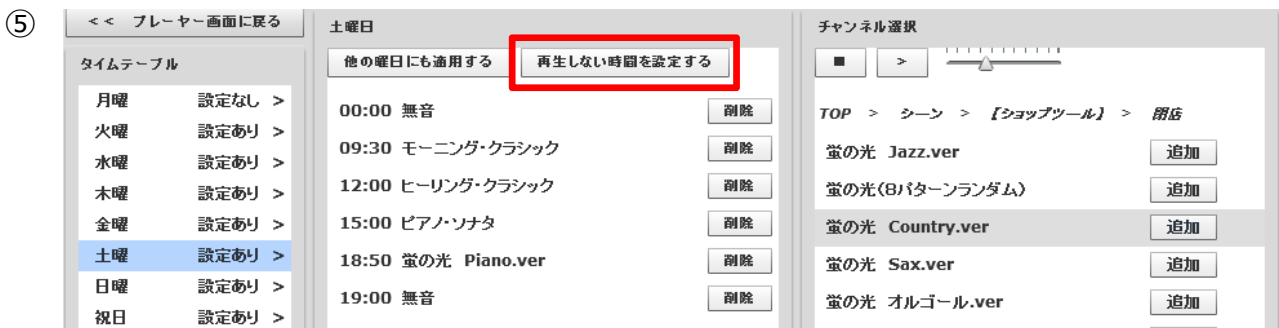 ⑤
<< プレーヤー画面に戻る
タイムテーブル
月曜 設定なし >
火曜 設定あり >
水曜 設定あり >
木曜 設定あり >
金曜 設定あり >
土曜 設定あり >
日曜 設定あり >
祝日 設定あり >
土曜日
他の曜日にも適用する 再生しない時間を設定する
00:00 無音 削除
09:30 モーニング・クラシック 削除
12:00 ヒーリング・クラシック 削除
15:00 ピアノ・ソナタ 削除
18:50 蛍の光 Piano.ver 削除
19:00 無音 削除
チャンネル選択
■ >
TOP > シーン > 【ショップツール】 > 閉店
蛍の光 Jazz.ver 追加
蛍の光(8パターンランダム) 追加
蛍の光 Country.ver 追加
蛍の光 Sax.ver 追加
蛍の光 オルゴール.ver 追加